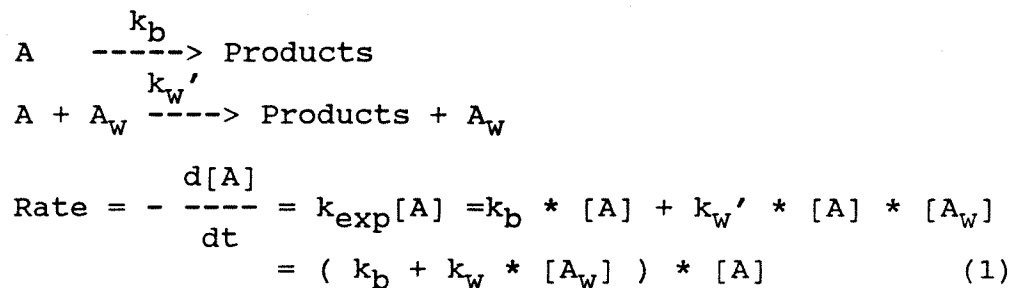 k_b
A -----> Products
k_w'
A + A_w ----> Products + A_w
d[A]
Rate = - ---- = k_exp[A] =k_b * [A] + k_w' * [A] * [A_w]
dt
= ( k_b + k_w * [A_w] ) * [A] (1)